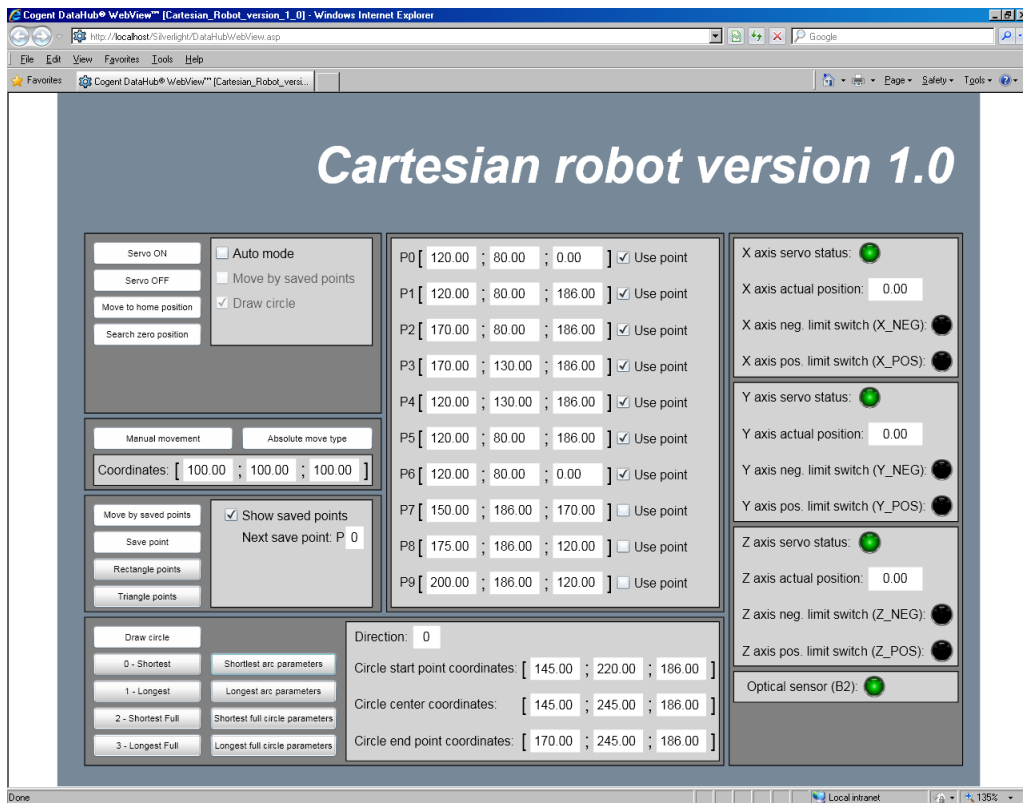 Cogent DataHub® WebView™ [Cartesian_Robot_version_1_0] - Windows Internet Explorer
http://localhost/Silverlight/DataHubWebView.asp
Google
File Edit View Favorites Tools Help
Favorites
Cogent DataHub® WebView™ [Cartesian_Robot_versi...
Page Safety Tools
Cartesian robot version 1.0
Servo ON
Servo OFF
Move to home position
Search zero position
Auto mode
Move by saved points
Draw circle
Manual movement
Absolute move type
Coordinates: [ 100.00 ; 100.00 ; 100.00 ]
Move by saved points
Save point
Rectangle points
Triangle points
Show saved points
Next save point: P 0
P0 [ 120.00 ; 80.00 ; 0.00 ] Use point
P1 [ 120.00 ; 80.00 ; 186.00 ] Use point
P2 [ 170.00 ; 80.00 ; 186.00 ] Use point
P3 [ 170.00 ; 130.00 ; 186.00 ] Use point
P4 [ 120.00 ; 130.00 ; 186.00 ] Use point
P5 [ 120.00 ; 80.00 ; 186.00 ] Use point
P6 [ 120.00 ; 80.00 ; 0.00 ] Use point
P7 [ 150.00 ; 186.00 ; 170.00 ] Use point
P8 [ 175.00 ; 186.00 ; 120.00 ] Use point
P9 [ 200.00 ; 186.00 ; 120.00 ] Use point
X axis servo status:
X axis actual position: 0.00
X axis neg. limit switch (X_NEG):
X axis pos. limit switch (X_POS):
Y axis servo status:
Y axis actual position: 0.00
Y axis neg. limit switch (Y_NEG):
Y axis pos. limit switch (Y_POS):
Z axis servo status:
Z axis actual position: 0.00
Z axis neg. limit switch (Z_NEG):
Z axis pos. limit switch (Z_POS):
Optical sensor (B2):
Draw circle
0 - Shortest
1 - Longest
2 - Shortest Full
3 - Longest Full
Shortlest arc parameters
Longest arc parameters
Shortest full circle parameters
Longest full circle parameters
Direction: 0
Circle start point coordinates: [ 145.00 ; 220.00 ; 186.00 ]
Circle center coordinates: [ 145.00 ; 245.00 ; 186.00 ]
Circle end point coordinates: [ 170.00 ; 245.00 ; 186.00 ]
Done
Local intranet
135%